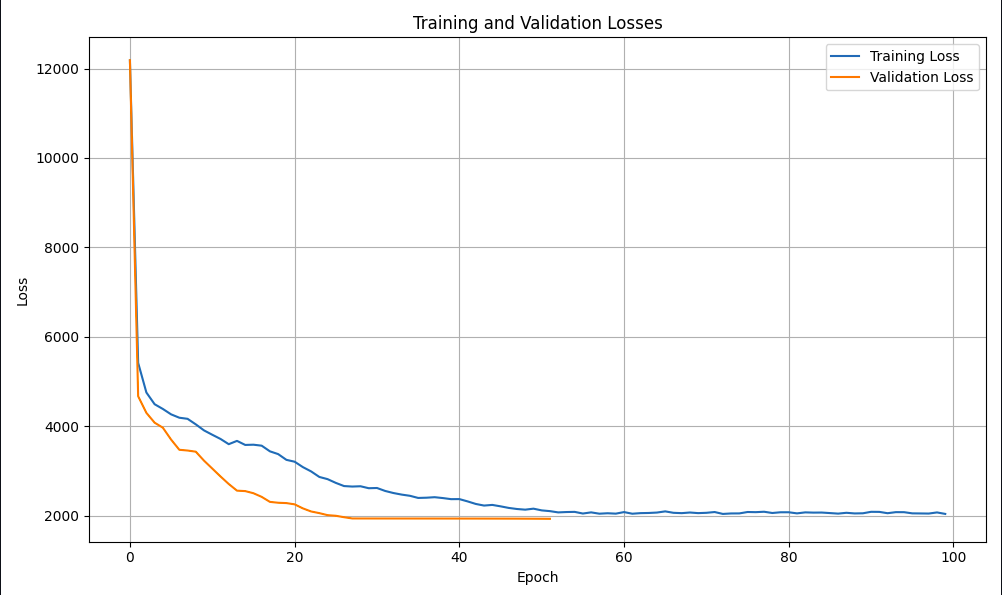 Training and Validation Losses
Training Loss
Validation Loss
12000
10000
8000
6000
4000
2000
Loss
0 20 40 60 80 100
Epoch